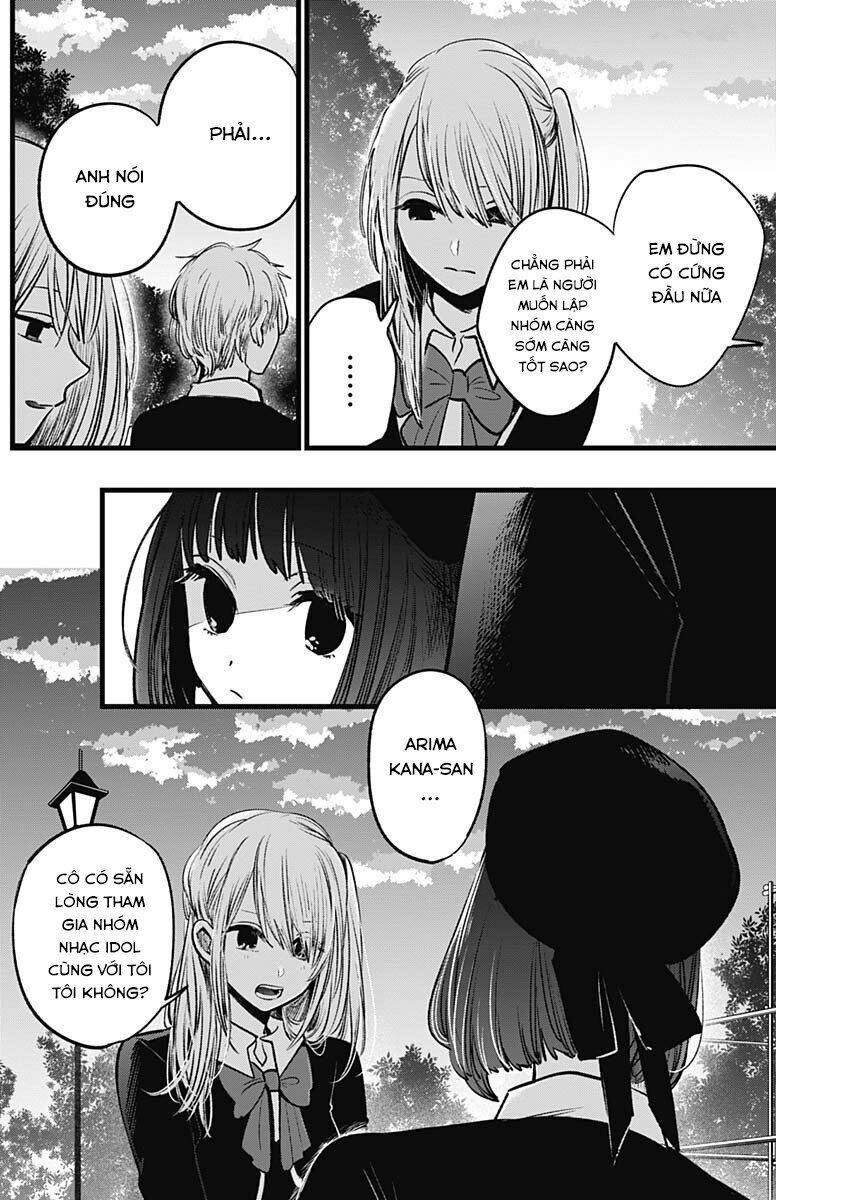 EM ĐỪNG
CÓ CỨNG
ĐẦU NỮA
CHẲNG PHẢI
EM LÀ NGƯỜI
MUỐN LẬP
NHÓM CÀNG
SỚM CÀNG
TỐT SAO?
......
PHẢI...
ANH NÓI
ĐÚNG
ARIMA
KANA-SAN
...
CÔ CÓ SẴN
LÒNG THAM
GIA NHÓM
NHẠC IDOL
CÙNG VỚI TÔI
TÔI KHÔNG?